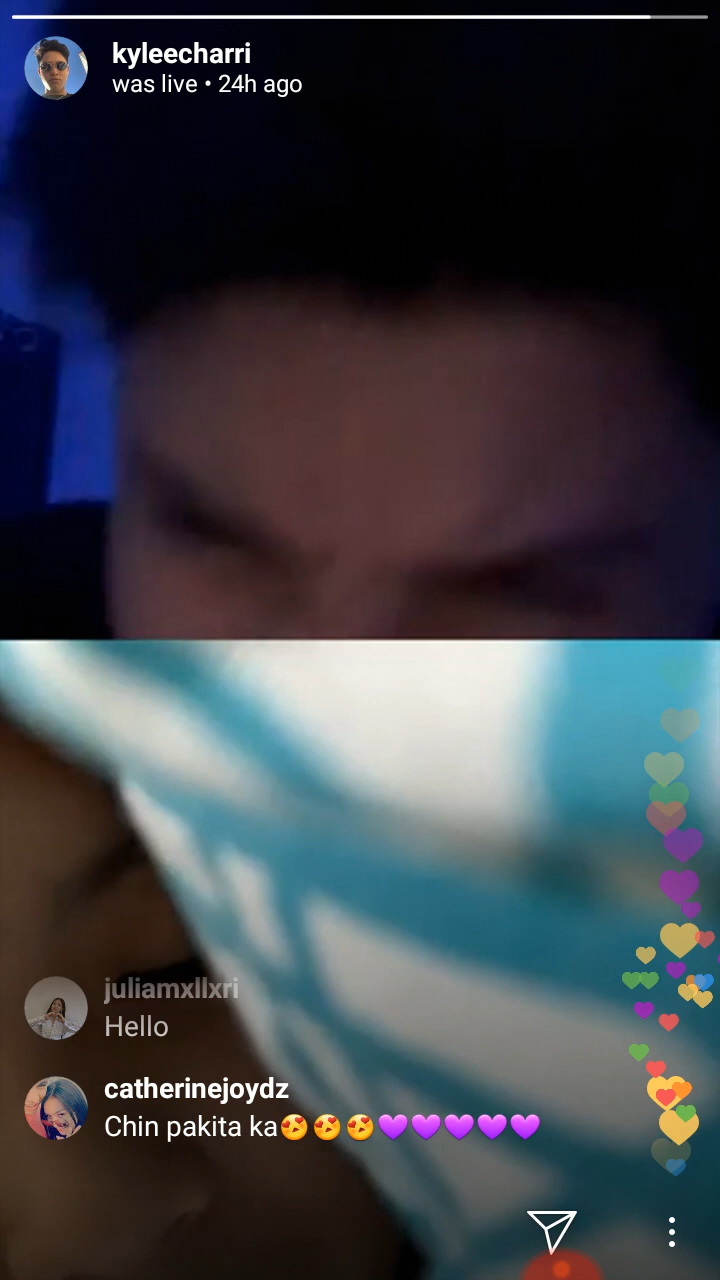 kyleecharri
was live • 24h ago
juliamxllxri
Hello
catherinejoydz
Chin pakita ka😍😍😍💜💜💜💜💜